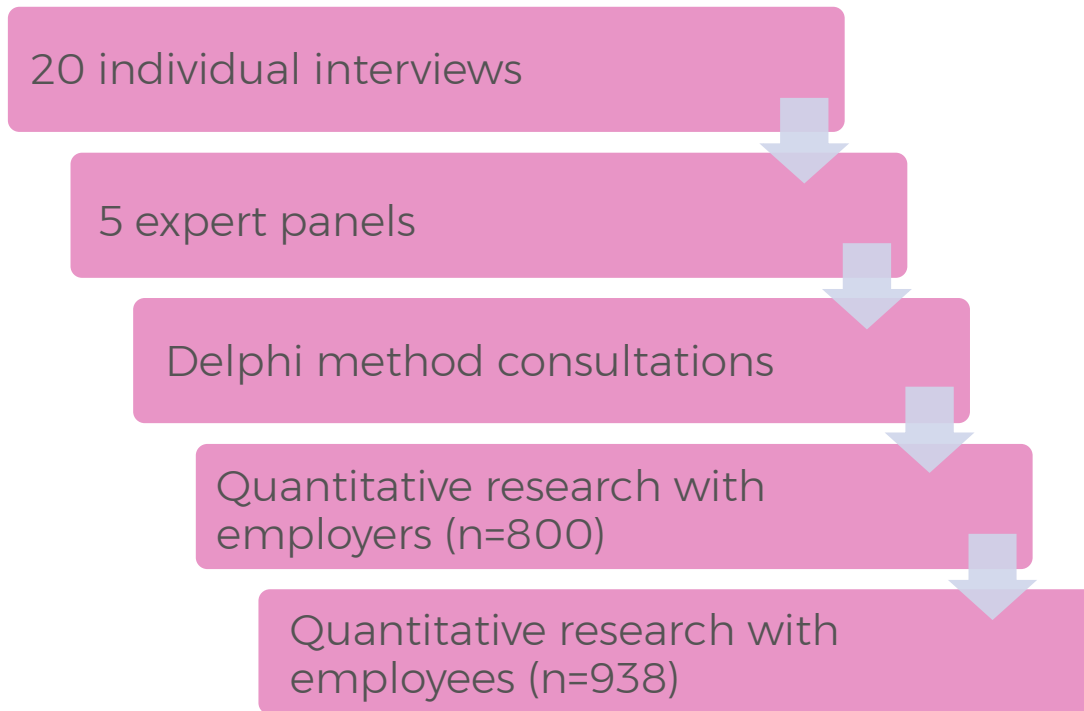 20 individual interviews
5 expert panels
Delphi method consultations
Quantitative research with
employers (n=800)
Quantitative research with
employees (n=938)